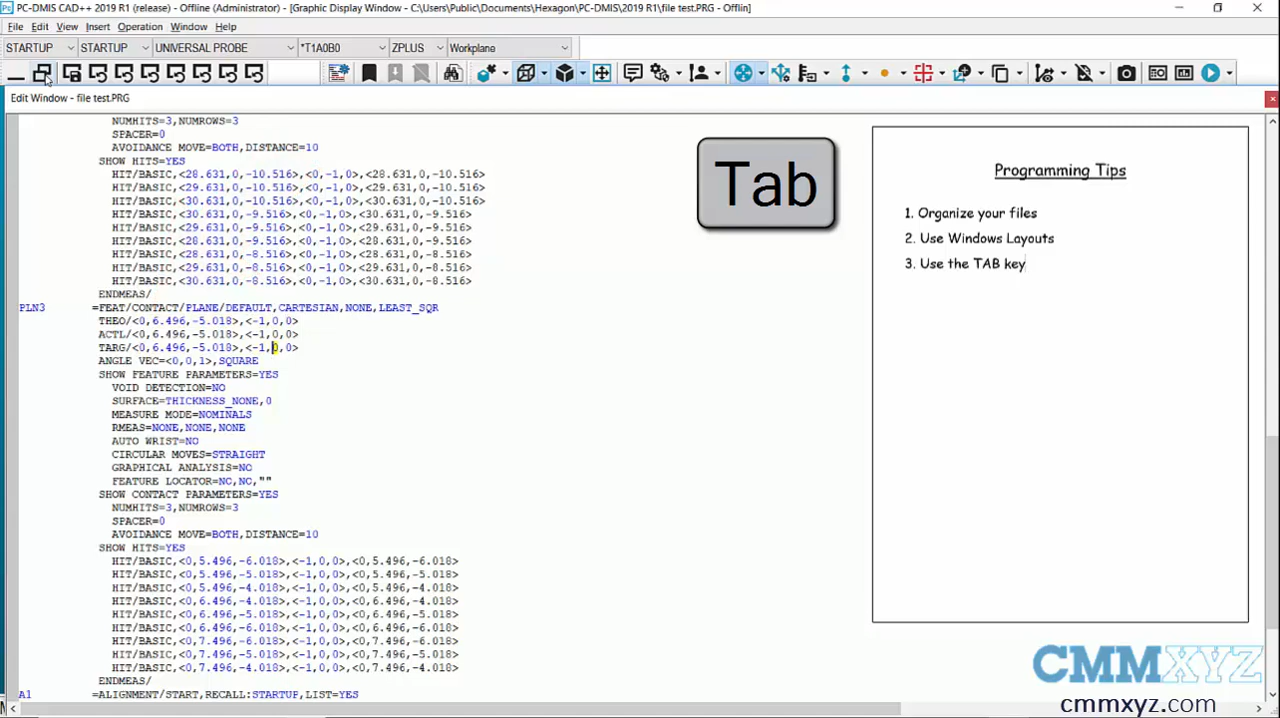 PC-DMIS CAD++ 2019 R1 (release) - Offline (Administrator) - [Graphic Display Window - C:\Users\Public\Documents\Hexagon\PC-DMIS\2019 R1\file test.PRG - Offlin]
File Edit View Insert Operation Window Help
STARTUP STARTUP UNIVERSAL PROBE *T1A0B0 ZPLUS Workplane
Edit Window - file test.PRG
NUMHITS=3,NUMROWS=3
SPACER=0
AVOIDANCE MOVE=BOTH,DISTANCE=10
SHOW HITS=YES
HIT/BASIC,<28.631,0,-10.516>,<0,-1,0>,<28.631,0,-10.516>
HIT/BASIC,<29.631,0,-10.516>,<0,-1,0>,<29.631,0,-10.516>
HIT/BASIC,<30.631,0,-10.516>,<0,-1,0>,<30.631,0,-10.516>
HIT/BASIC,<30.631,0,-9.516>,<0,-1,0>,<30.631,0,-9.516>
HIT/BASIC,<29.631,0,-9.516>,<0,-1,0>,<29.631,0,-9.516>
HIT/BASIC,<28.631,0,-9.516>,<0,-1,0>,<28.631,0,-9.516>
HIT/BASIC,<28.631,0,-8.516>,<0,-1,0>,<28.631,0,-8.516>
HIT/BASIC,<29.631,0,-8.516>,<0,-1,0>,<29.631,0,-8.516>
HIT/BASIC,<30.631,0,-8.516>,<0,-1,0>,<30.631,0,-8.516>
ENDMEAS/
PLN3 =FEAT/CONTACT/PLANE/DEFAULT,CARTESIAN,NONE,LEAST_SQR
THEO/<0,6.496,-5.018>,<-1,0,0>
ACTL/<0,6.496,-5.018>,<-1,0,0>
TARG/<0,6.496,-5.018>,<-1,0,0>
ANGLE VEC=<0,0,1>,SQUARE
SHOW FEATURE PARAMETERS=YES
VOID DETECTION=NO
SURFACE=THICKNESS_NONE,0
MEASURE MODE=NOMINALS
RMEAS=NONE,NONE,NONE
AUTO WRIST=NO
CIRCULAR MOVES=STRAIGHT
GRAPHICAL ANALYSIS=NO
FEATURE LOCATOR=NO,NO,""
SHOW CONTACT PARAMETERS=YES
NUMHITS=3,NUMROWS=3
SPACER=0
AVOIDANCE MOVE=BOTH,DISTANCE=10
SHOW HITS=YES
HIT/BASIC,<0,5.496,-6.018>,<-1,0,0>,<0,5.496,-6.018>
HIT/BASIC,<0,5.496,-5.018>,<-1,0,0>,<0,5.496,-5.018>
HIT/BASIC,<0,5.496,-4.018>,<-1,0,0>,<0,5.496,-4.018>
HIT/BASIC,<0,6.496,-4.018>,<-1,0,0>,<0,6.496,-4.018>
HIT/BASIC,<0,6.496,-5.018>,<-1,0,0>,<0,6.496,-5.018>
HIT/BASIC,<0,6.496,-6.018>,<-1,0,0>,<0,6.496,-6.018>
HIT/BASIC,<0,7.496,-6.018>,<-1,0,0>,<0,7.496,-6.018>
HIT/BASIC,<0,7.496,-5.018>,<-1,0,0>,<0,7.496,-5.018>
HIT/BASIC,<0,7.496,-4.018>,<-1,0,0>,<0,7.496,-4.018>
ENDMEAS/
A1 =ALIGNMENT/START,RECALL:STARTUP,LIST=YES
Tab
Programming Tips
1. Organize your files
2. Use Windows Layouts
3. Use the TAB key
CMMXYZ
cmmxyz.com